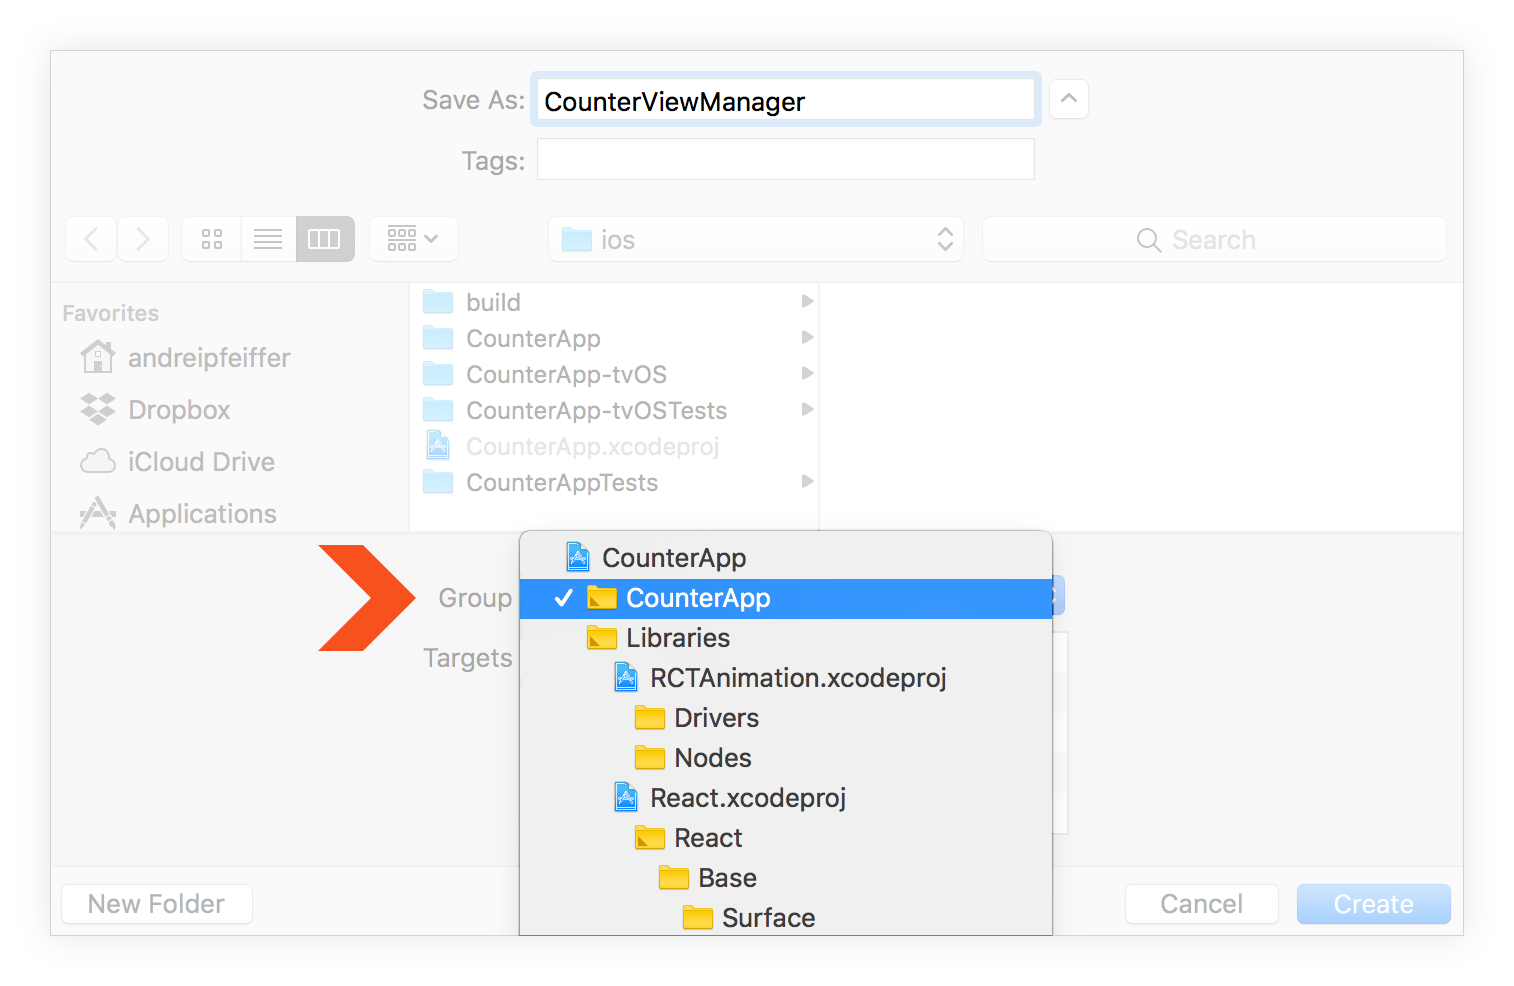 Save As: CounterViewManager
Tags:
ios
Search
Favorites
andreipfeiffer
Dropbox
iCloud Drive
Applications
build
CounterApp
CounterApp-tvOS
CounterApp-tvOSTests
CounterApp.xcodeproj
CounterAppTests
Group
Targets
CounterApp
CounterApp
Libraries
RCTAnimation.xcodeproj
Drivers
Nodes
React.xcodeproj
React
Base
Surface
New Folder
Cancel
Create